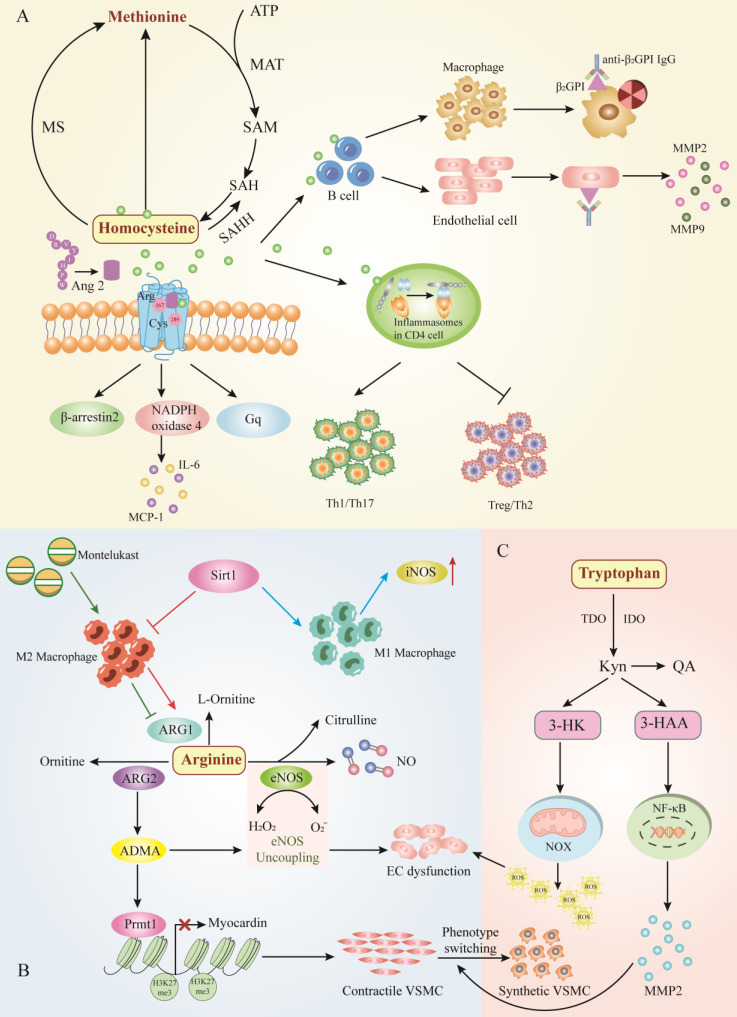 A
Methionine
ATP
MAT
MS
SAM
SAH
SAHH
Homocysteine
Macrophage
anti-β₂GPI IgG
β₂GPI
B cell
Endothelial cell
MMP2
MMP9
D
R
V
Y
I
H
P
Ang 2
Arg
167
Cys
289
Inflammasomes
in CD4 cell
β-arrestin2
NADPH
oxidase 4
Gq
IL-6
MCP-1
Th1/Th17
Treg/Th2
Montelukast
Sirt1
iNOS
M2 Macrophage
M1 Macrophage
L-Ornitine
ARG1
Citrulline
Arginine
Ornitine
NO
ARG2
eNOS
H₂O₂
O₂⁻
eNOS
Uncoupling
ADMA
EC dysfunction
Prmt1
Myocardin
H3K27
me3
H3K27
me3
Contractile VSMC
Phenotype
switching
Synthetic VSMC
B
C
Tryptophan
TDO
IDO
Kyn
QA
3-HK
3-HAA
NOX
NF-κB
ROS
ROS
ROS
ROS
ROS
MMP2